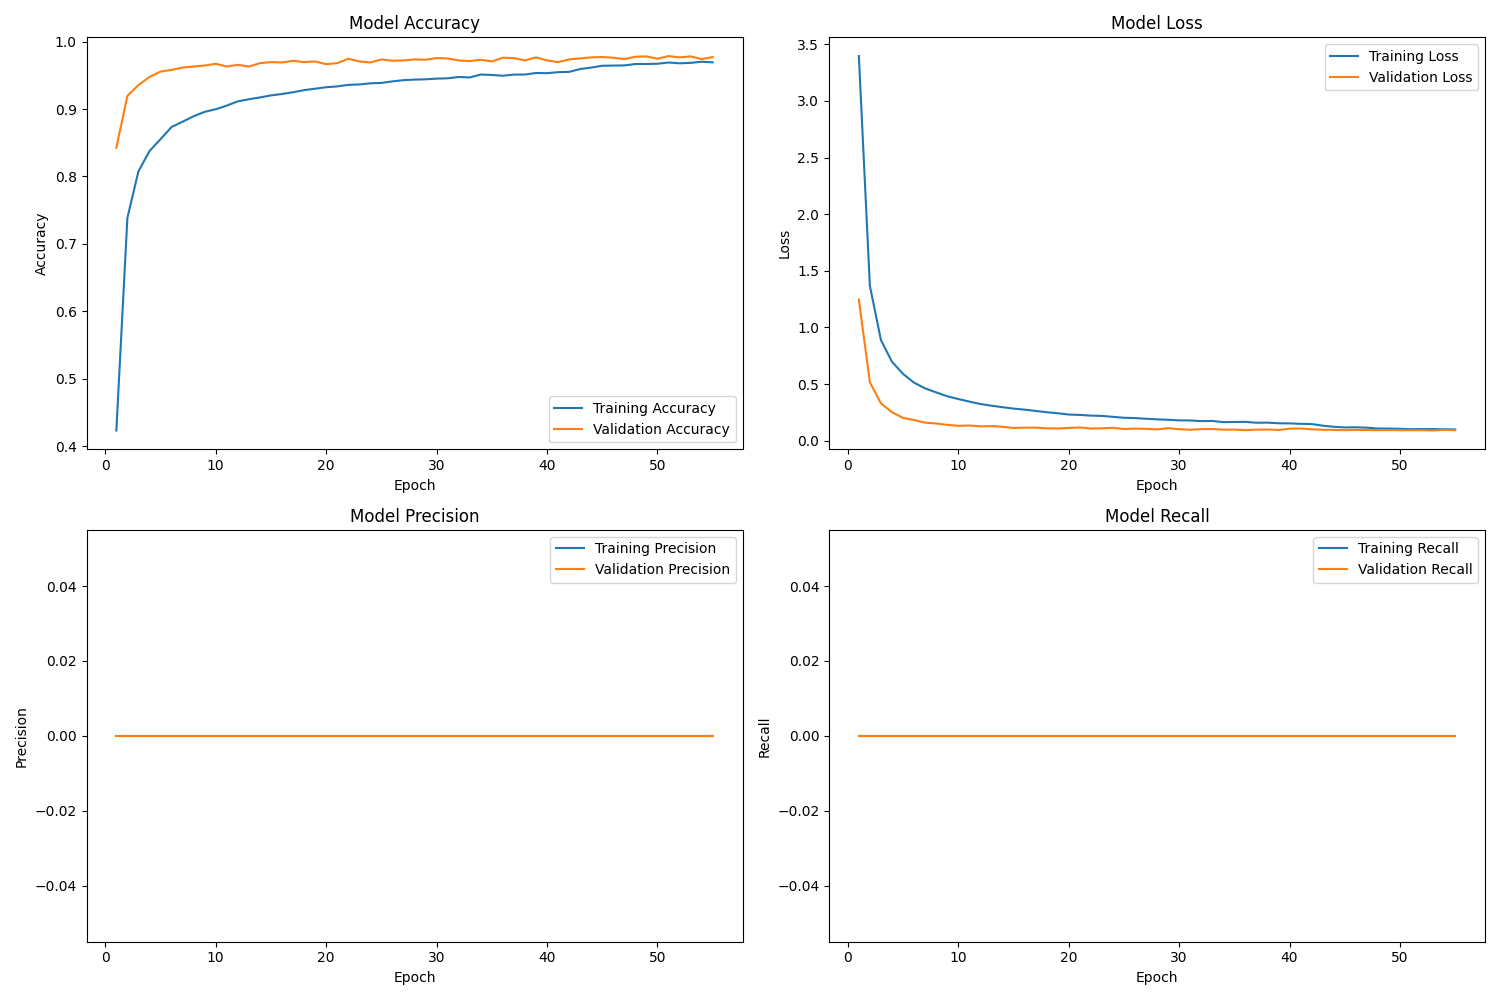 Model Accuracy
1.0
0.9
0.8
0.7
0.6
0.5
0.4
Accuracy
0 10 20 30 40 50
Epoch
Training Accuracy
Validation Accuracy
Model Loss
3.5
3.0
2.5
2.0
1.5
1.0
0.5
0.0
Loss
0 10 20 30 40 50
Epoch
Training Loss
Validation Loss
Model Precision
0.04
0.02
0.00
−0.02
−0.04
Precision
0 10 20 30 40 50
Epoch
Training Precision
Validation Precision
Model Recall
0.04
0.02
0.00
−0.02
−0.04
Recall
0 10 20 30 40 50
Epoch
Training Recall
Validation Recall